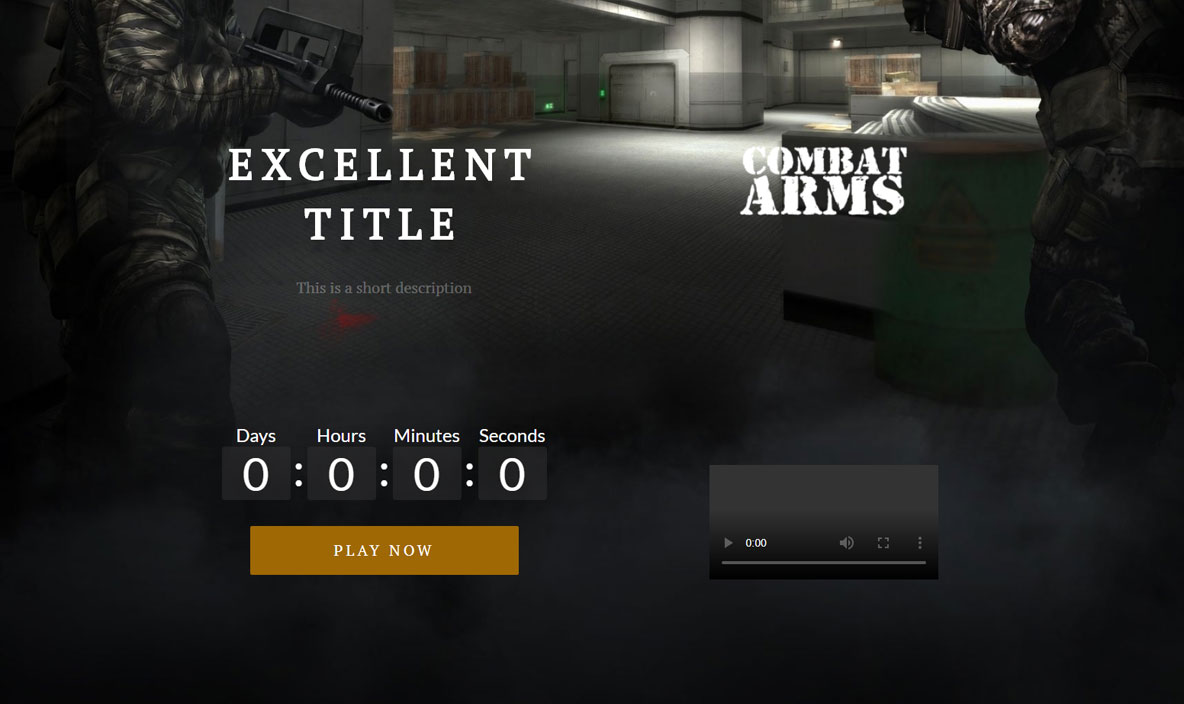 EXCELLENT
TITLE
COMBAT
ARMS
This is a short description
Days Hours Minutes Seconds
0 : 0 : 0 : 0
PLAY NOW
0:00